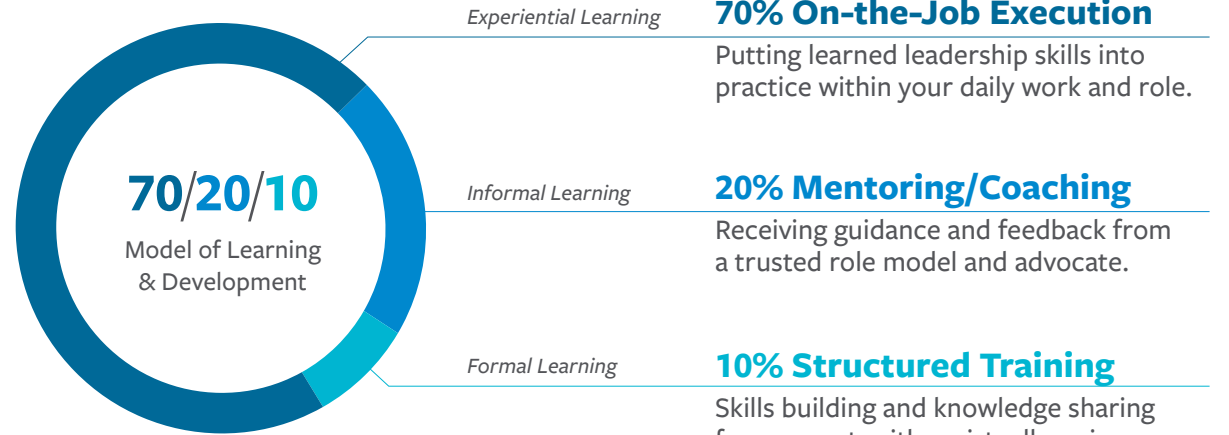 Experiential Learning
70% On-the-Job Execution
Putting learned leadership skills into
practice within your daily work and role.
70/20/10
Model of Learning
& Development
Informal Learning
20% Mentoring/Coaching
Receiving guidance and feedback from
a trusted role model and advocate.
Formal Learning
10% Structured Training
Skills building and knowledge sharing